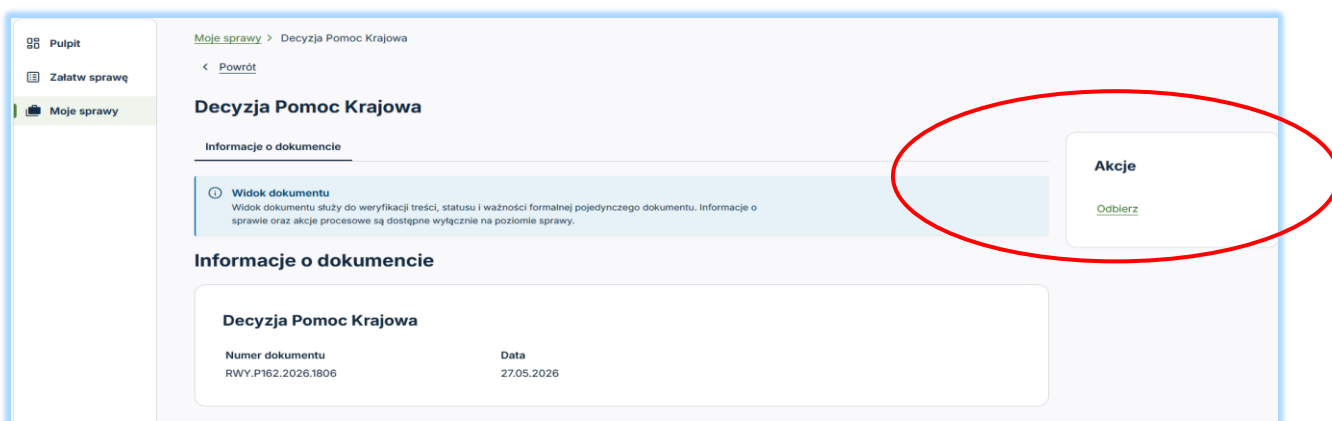 Pulpit
Załatw sprawę
Moje sprawy
Moje sprawy > Decyzja Pomoc Krajowa
< Powrót
Decyzja Pomoc Krajowa
Informacje o dokumencie
Widok dokumentu
Widok dokumentu służy do weryfikacji treści, statusu i ważności formalnej pojedynczego dokumentu. Informacje o
sprawie oraz akcje procesowe są dostępne wyłącznie na poziomie sprawy.
Informacje o dokumencie
Decyzja Pomoc Krajowa
Numer dokumentu Data
RWY.P162.2026.1806 27.05.2026
Akcje
Odbierz